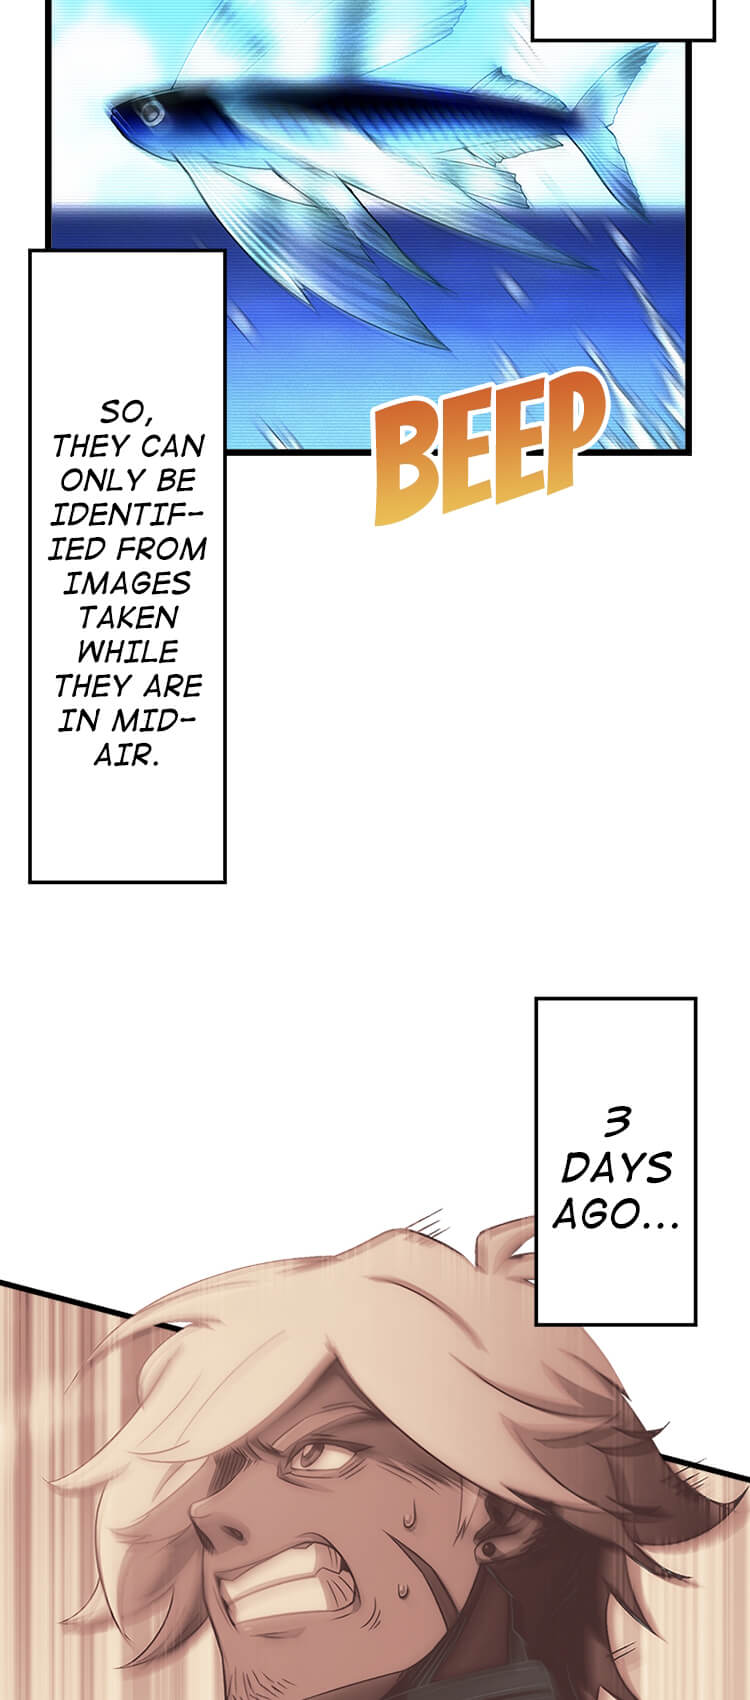 SO,
THEY CAN
ONLY BE
IDENTIF-
IED FROM
IMAGES
TAKEN
WHILE
THEY ARE
IN MID-
AIR.
BEEP
3
DAYS
AGO...